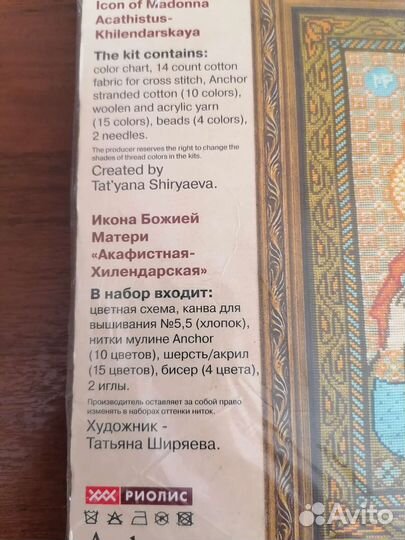 Icon of Madonna
Acathistus-
Khilendarskaya
The kit contains:
color chart, 14 count cotton
fabric for cross stitch, Anchor
stranded cotton (10 colors),
woolen and acrylic yarn
(15 colors), beads (4 colors),
2 needles.
The producer reserves the right to change the
shades of thread colors in the kits.
Created by
Tat'yana Shiryaeva.
Икона Божией
Матери
«Акафистная-
Хилендарская»
В набор входит:
цветная схема, канва для
вышивания №5,5 (хлопок),
нитки мулине Anchor
(10 цветов), шерсть/акрил
(15 цветов), бисер (4 цвета),
2 иглы.
Производитель оставляет за собой право
изменять в наборах оттенки ниток.
Художник -
Татьяна Ширяева.
РИОЛИС
МР
Avito